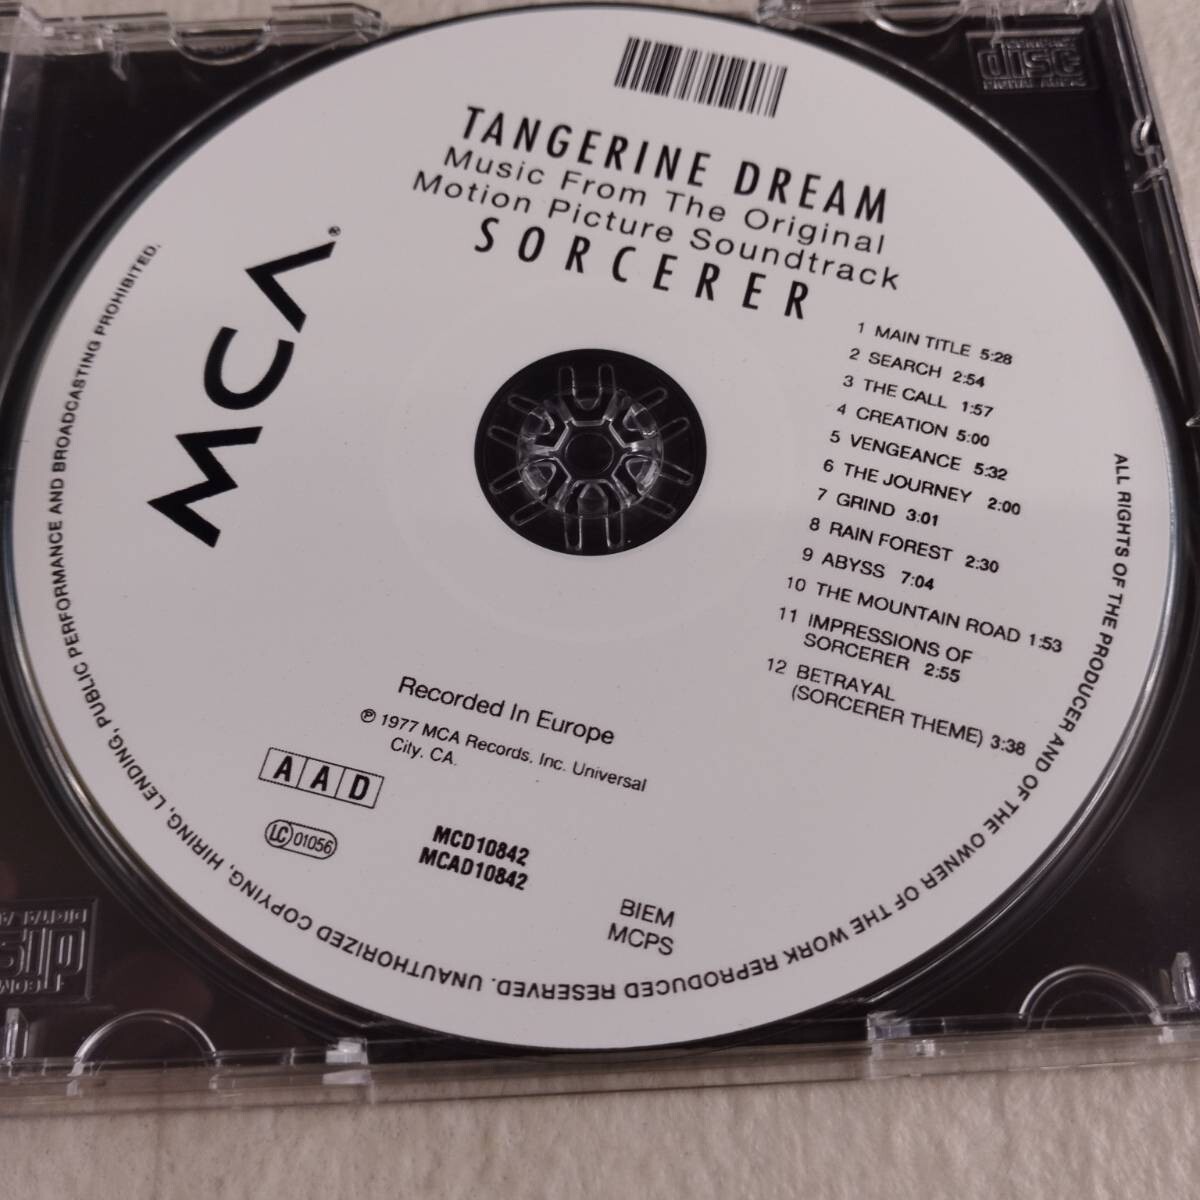 TANGERINE DREAM
Music From The Original
Motion Picture Soundtrack
SORCERER
MCA®
1 MAIN TITLE 5:28
2 SEARCH 2:54
3 THE CALL 1:57
4 CREATION 5:00
5 VENGEANCE 5:32
6 THE JOURNEY 2:00
7 GRIND 3:01
8 RAIN FOREST 2:30
9 ABYSS 7:04
10 THE MOUNTAIN ROAD 1:53
11 IMPRESSIONS OF
SORCERER 2:55
12 BETRAYAL
(SORCERER THEME) 3:38
Recorded In Europe
℗ 1977 MCA Records, Inc. Universal
City, CA.
A A D
LC 01056
MCD10842
MCAD10842
BIEM
MCPS
ALL RIGHTS OF THE PRODUCER AND OF THE OWNER OF THE WORK REPRODUCED RESERVED. UNAUTHORIZED COPYING, HIRING, LENDING, PUBLIC PERFORMANCE AND BROADCASTING PROHIBITED.
disc
DIGITAL AUDIO